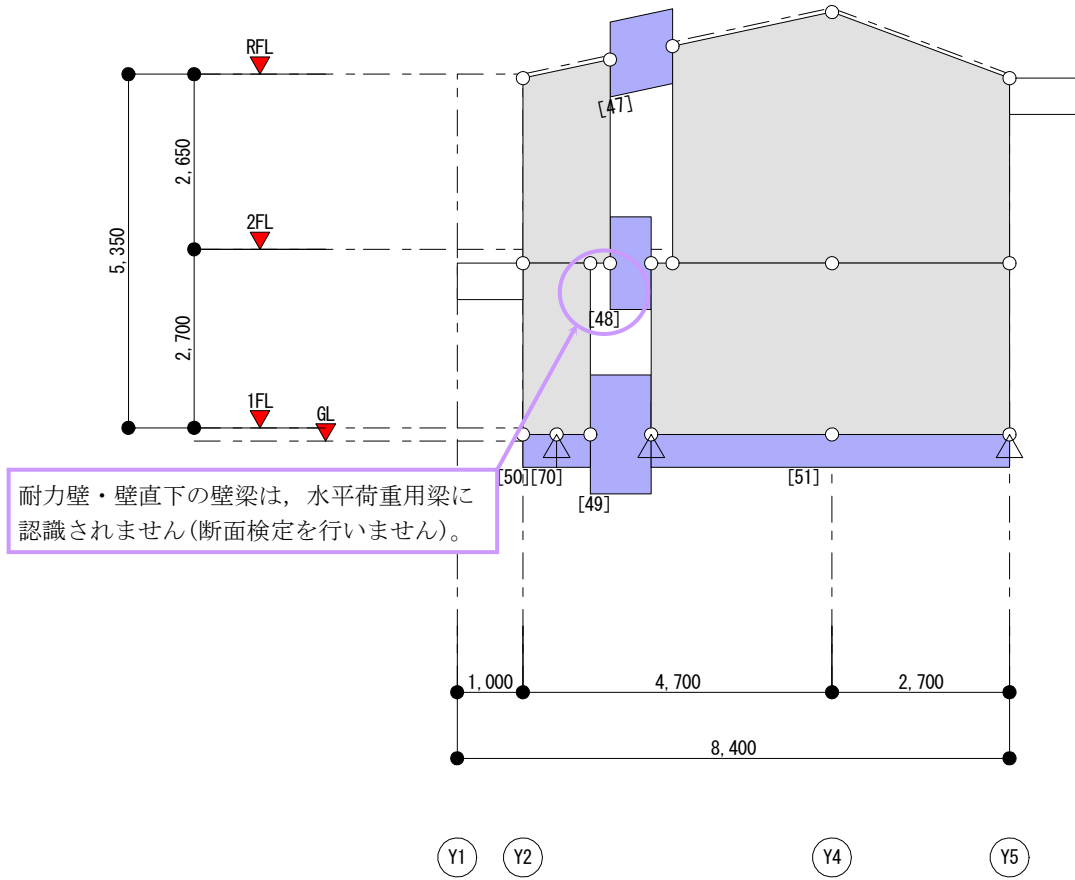 RFL
[47]
2,650
2FL
5,350
[48]
2,700
1FL
GL
[50][70]
[51]
[49]
耐力壁・壁直下の壁梁は，水平荷重用梁に
認識されません(断面検定を行いません)。
1,000
4,700
2,700
8,400
Y1
Y2
Y4
Y5